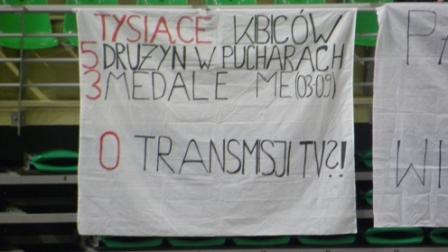 TYSIĄCE KIBICÓW
5 DRUŻYN W PUCHARACH
3 MEDALE ME (03-09)
0 TRANSMISJI TV?!